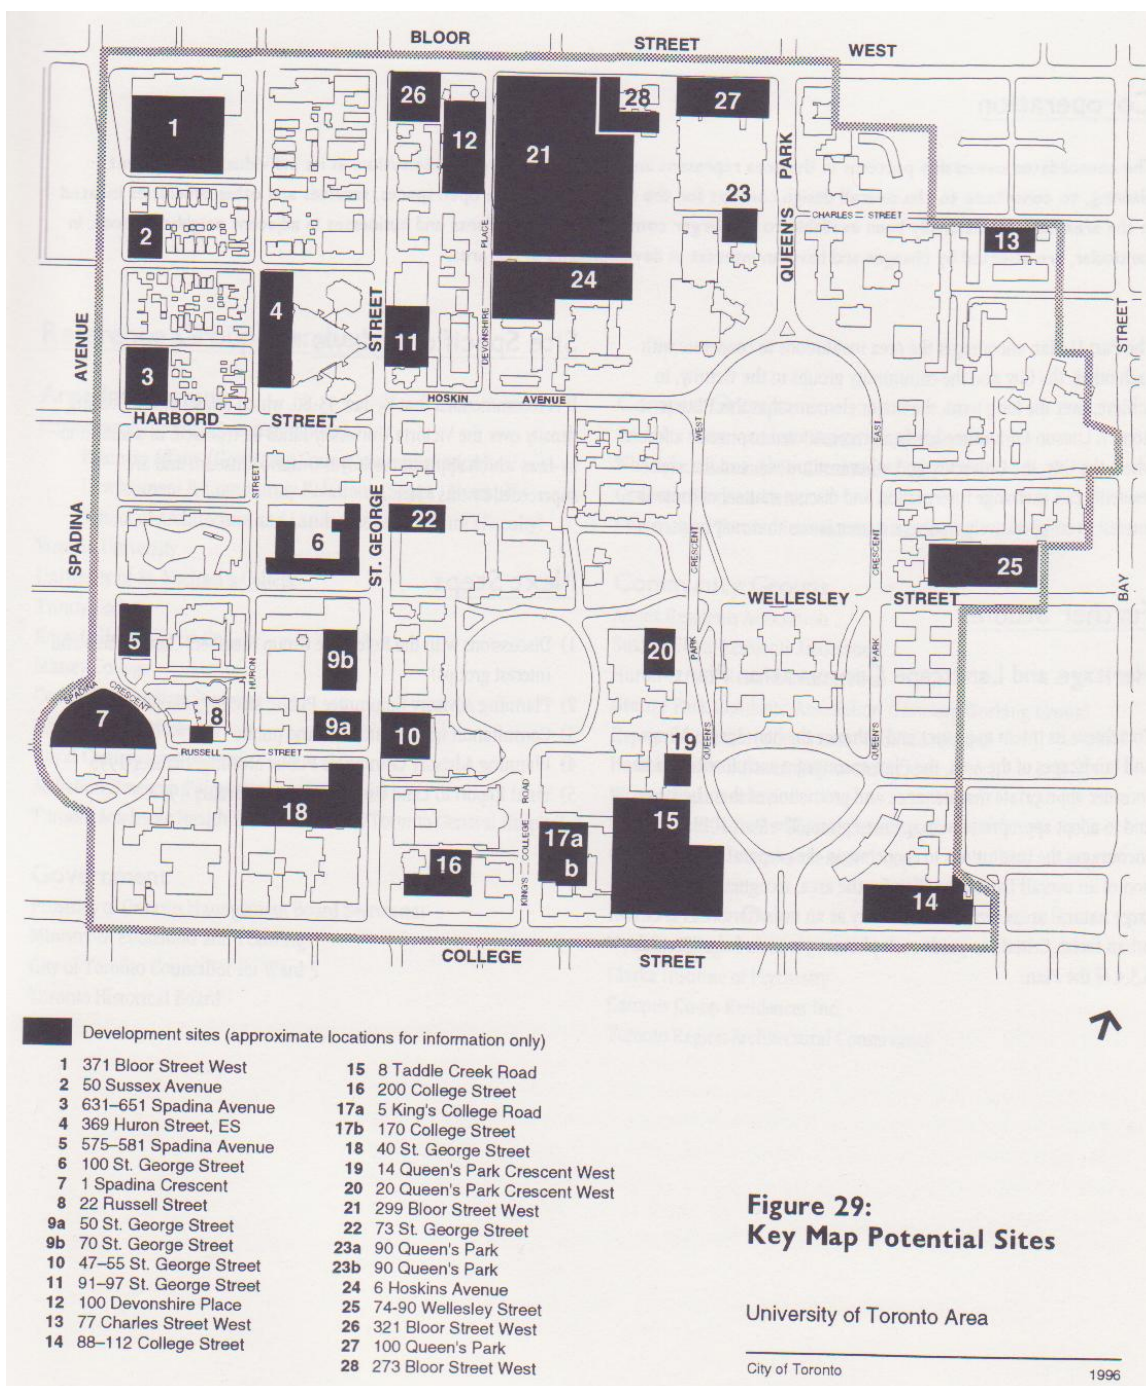 BLOOR STREET WEST
26
27
28
1
12
21
QUEEN'S PARK
23
CHARLES STREET
2
PLACE
13
24
4
STREET
AVENUE
11
DEVONSHIRE
STREET
3
HOSKIN AVENUE
HARBORD STREET
WEST
EAST
STREET
ST. GEORGE
22
SPADINA
6
CRESCENT
CRESCENT
25
BAY
WELLESLEY STREET
5
9b
20
PARK
PARK
HURON
SPADINA CRESCENT
7
8
9a
10
19
QUEEN'S
QUEEN'S
RUSSELL STREET
18
ROAD
15
17a
16
b
KING'S COLLEGE
14
COLLEGE STREET
Development sites (approximate locations for information only)
1 371 Bloor Street West
2 50 Sussex Avenue
3 631–651 Spadina Avenue
4 369 Huron Street, ES
5 575–581 Spadina Avenue
6 100 St. George Street
7 1 Spadina Crescent
8 22 Russell Street
9a 50 St. George Street
9b 70 St. George Street
10 47–55 St. George Street
11 91–97 St. George Street
12 100 Devonshire Place
13 77 Charles Street West
14 88–112 College Street
15 8 Taddle Creek Road
16 200 College Street
17a 5 King's College Road
17b 170 College Street
18 40 St. George Street
19 14 Queen's Park Crescent West
20 20 Queen's Park Crescent West
21 299 Bloor Street West
22 73 St. George Street
23a 90 Queen's Park
23b 90 Queen's Park
24 6 Hoskins Avenue
25 74-90 Wellesley Street
26 321 Bloor Street West
27 100 Queen's Park
28 273 Bloor Street West
Figure 29:
Key Map Potential Sites
University of Toronto Area
City of Toronto
1996